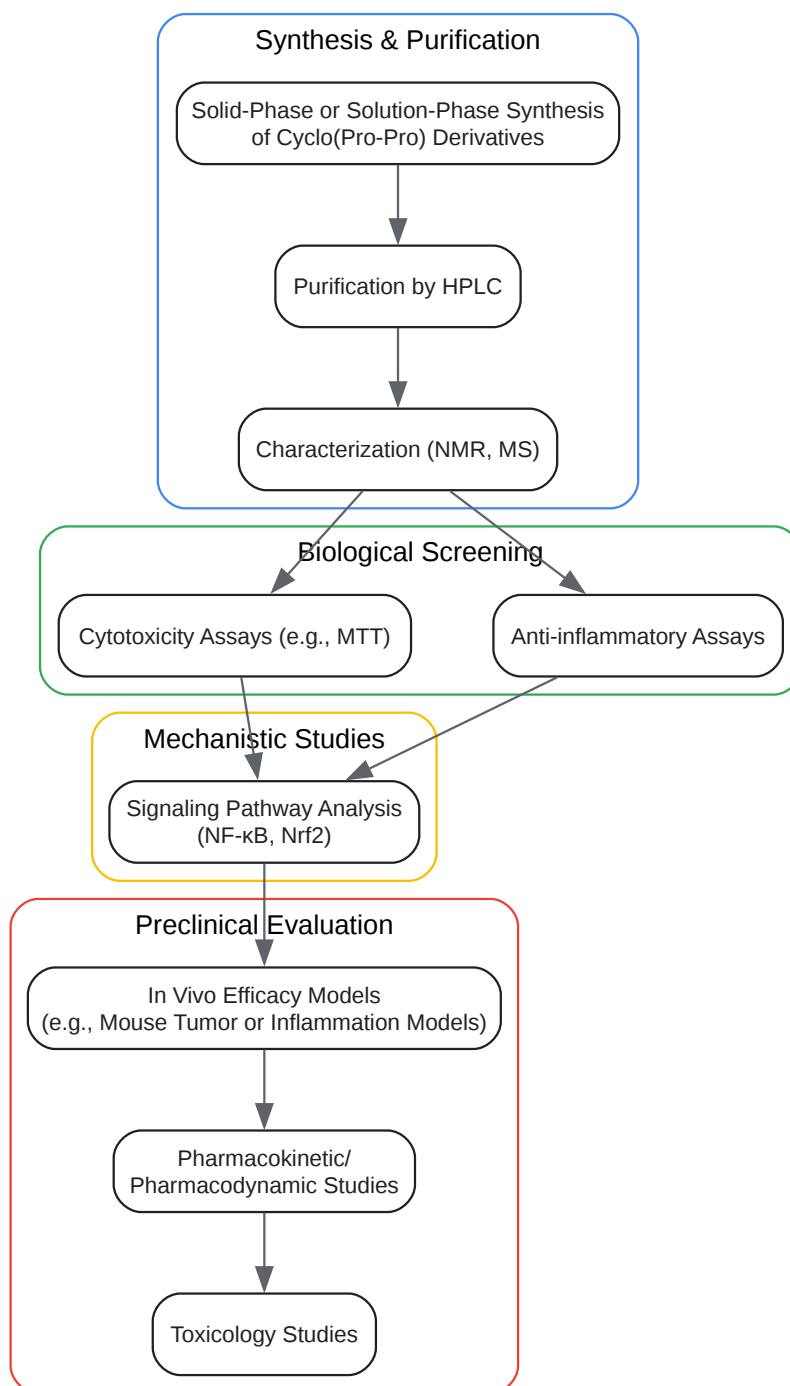 Synthesis & Purification
Solid-Phase or Solution-Phase Synthesis
of Cyclo(Pro-Pro) Derivatives
Purification by HPLC
Characterization (NMR, MS)
Biological Screening
Cytotoxicity Assays (e.g., MTT)
Anti-inflammatory Assays
Mechanistic Studies
Signaling Pathway Analysis
(NF-κB, Nrf2)
Preclinical Evaluation
In Vivo Efficacy Models
(e.g., Mouse Tumor or Inflammation Models)
Pharmacokinetic/
Pharmacodynamic Studies
Toxicology Studies